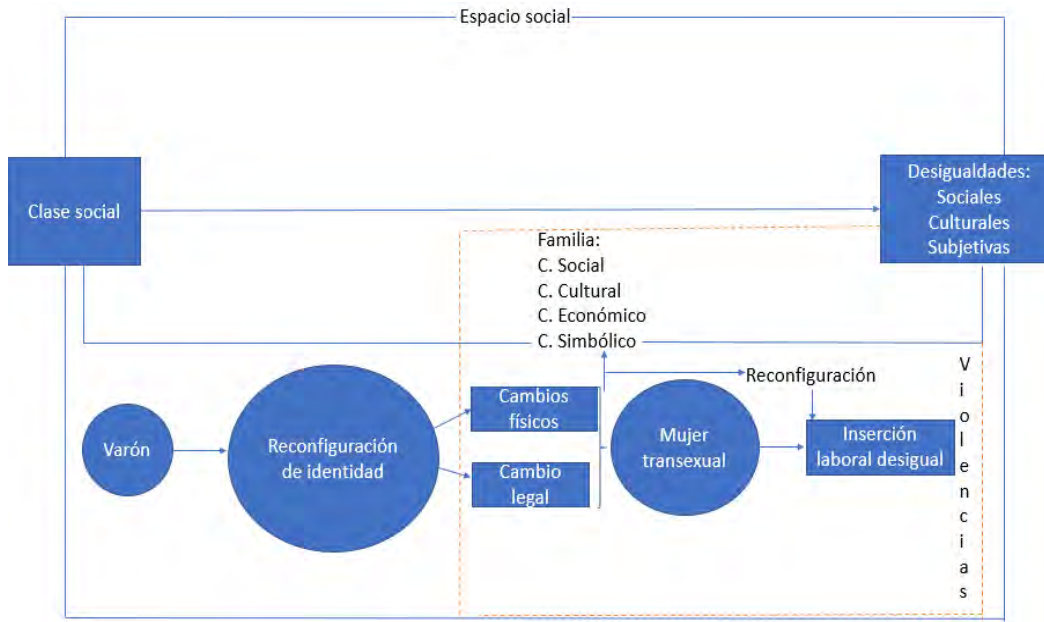 Espacio social
Clase social
Desigualdades:
Sociales
Culturales
Subjetivas
Familia:
C. Social
C. Cultural
C. Económico
C. Simbólico
Varón
Reconfiguración
de identidad
Cambios
físicos
Cambio
legal
Mujer
transexual
Reconfiguración
Inserción
laboral desigual
Violencias